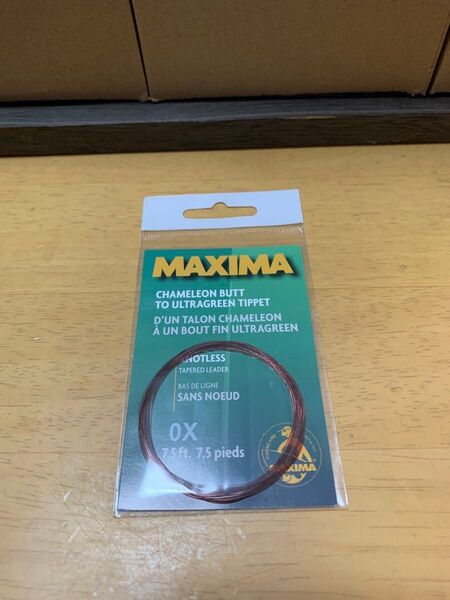 MAXIMA
CHAMELEON BUTT
TO ULTRAGREEN TIPPET
D'UN TALON CHAMELEON
À UN BOUT FIN ULTRAGREEN
KNOTLESS
TAPERED LEADER
BAS DE LIGNE
SANS NOEUD
0X
7.5 ft, 7.5 pieds
MAXIMA